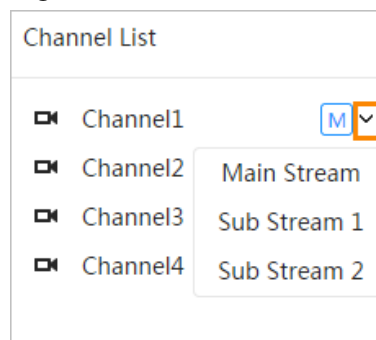 Channel List
Channel1 M
Channel2 Main Stream
Channel3 Sub Stream 1
Channel4 Sub Stream 2